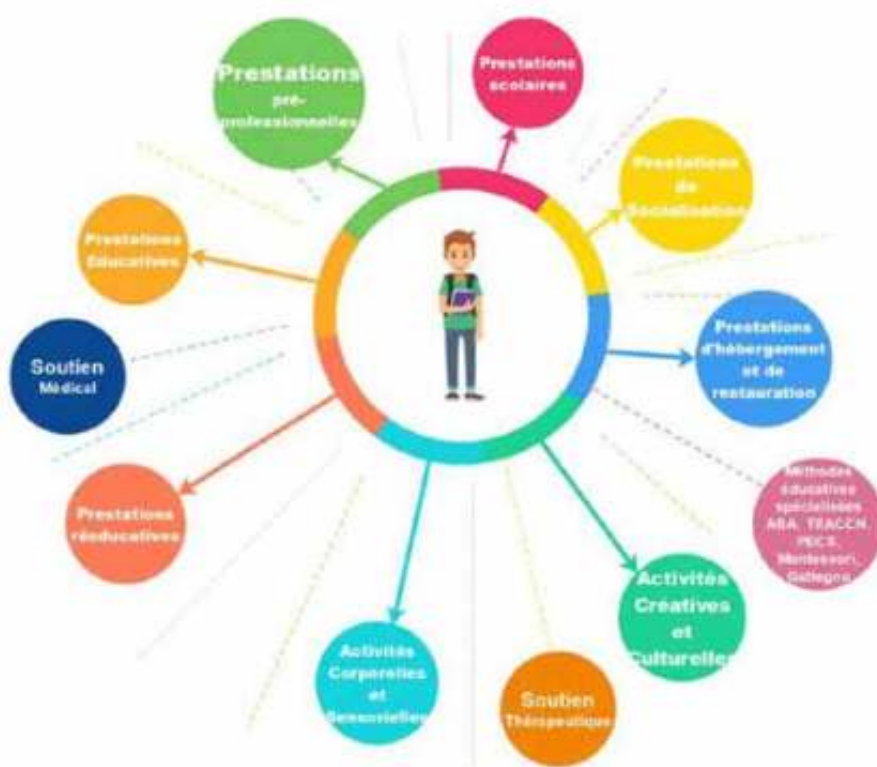 Prestations
pré-
professionnelles
Prestations
scolaires
Prestations
de
Socialisation
Prestations
Educatives
Prestations
d'hébergement
et de
restauration
Soutien
Médical
Méthodes
éducatives
spécialisées
ABA, TEACCH,
PECS,
Montessori,
Prestations
rééducatives
Activités
Créatives
et
Culturelles
Activités
Corporelles
et
Sensorielles
Soutien
Thérapeutique